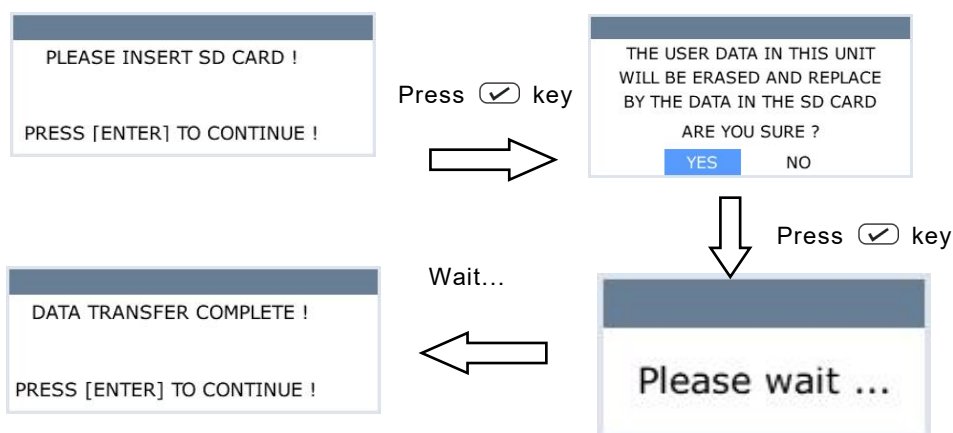 PLEASE INSERT SD CARD !
PRESS [ENTER] TO CONTINUE !
Press key
THE USER DATA IN THIS UNIT
WILL BE ERASED AND REPLACE
BY THE DATA IN THE SD CARD
ARE YOU SURE ?
YES NO
Press key
Please wait ...
Wait...
DATA TRANSFER COMPLETE !
PRESS [ENTER] TO CONTINUE !